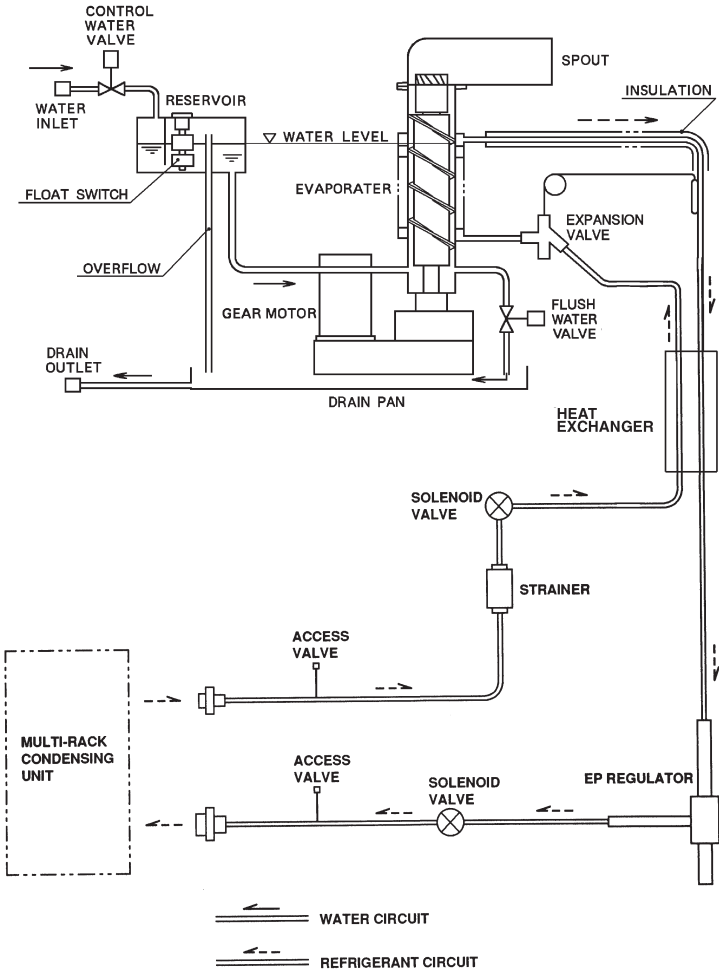 CONTROL
WATER
VALVE
SPOUT
INSULATION
WATER
INLET
RESERVOIR
WATER LEVEL
FLOAT SWITCH
EVAPORATER
EXPANSION
VALVE
OVERFLOW
GEAR MOTOR
FLUSH
WATER
VALVE
DRAIN
OUTLET
DRAIN PAN
HEAT
EXCHANGER
SOLENOID
VALVE
STRAINER
ACCESS
VALVE
MULTI-RACK
CONDENSING
UNIT
ACCESS
VALVE
SOLENOID
VALVE
EP REGULATOR
WATER CIRCUIT
REFRIGERANT CIRCUIT